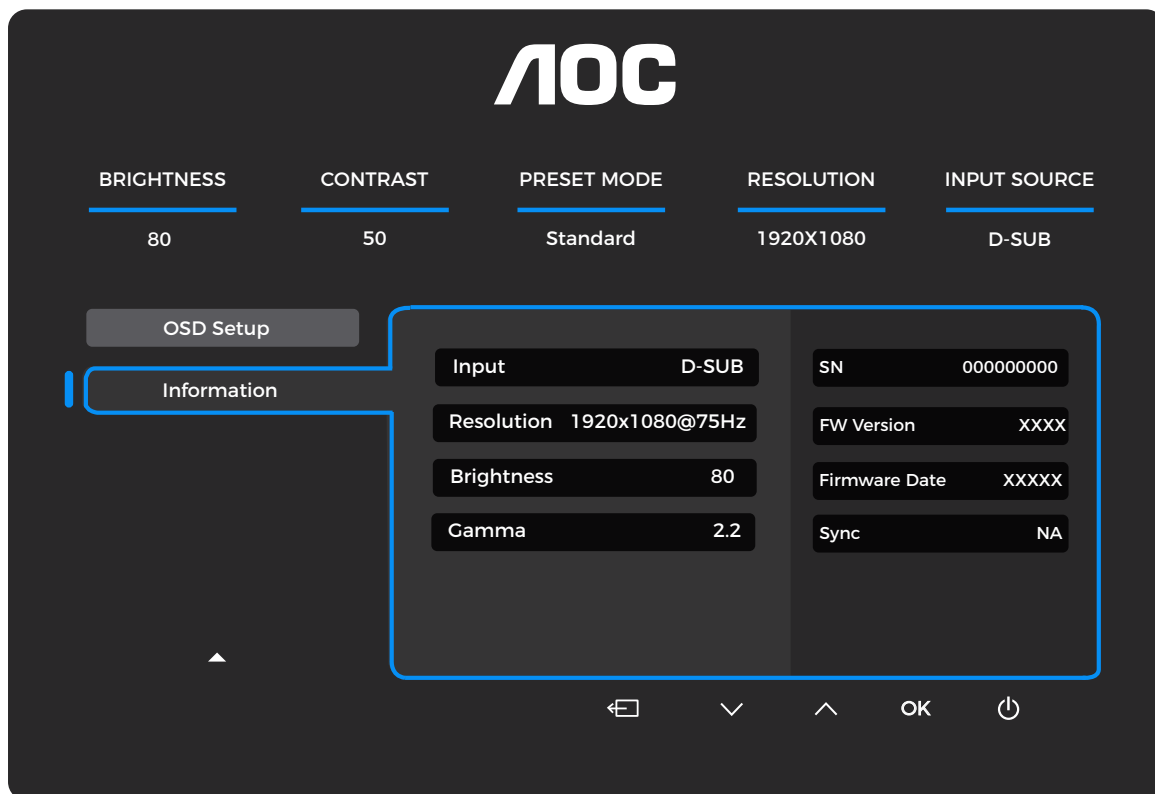 AOC
BRIGHTNESS CONTRAST PRESET MODE RESOLUTION INPUT SOURCE
80 50 Standard 1920X1080 D-SUB
OSD Setup
Information
Input D-SUB
Resolution 1920x1080@75Hz
Brightness 80
Gamma 2.2
SN 000000000
FW Version XXXX
Firmware Date XXXXX
Sync NA
OK